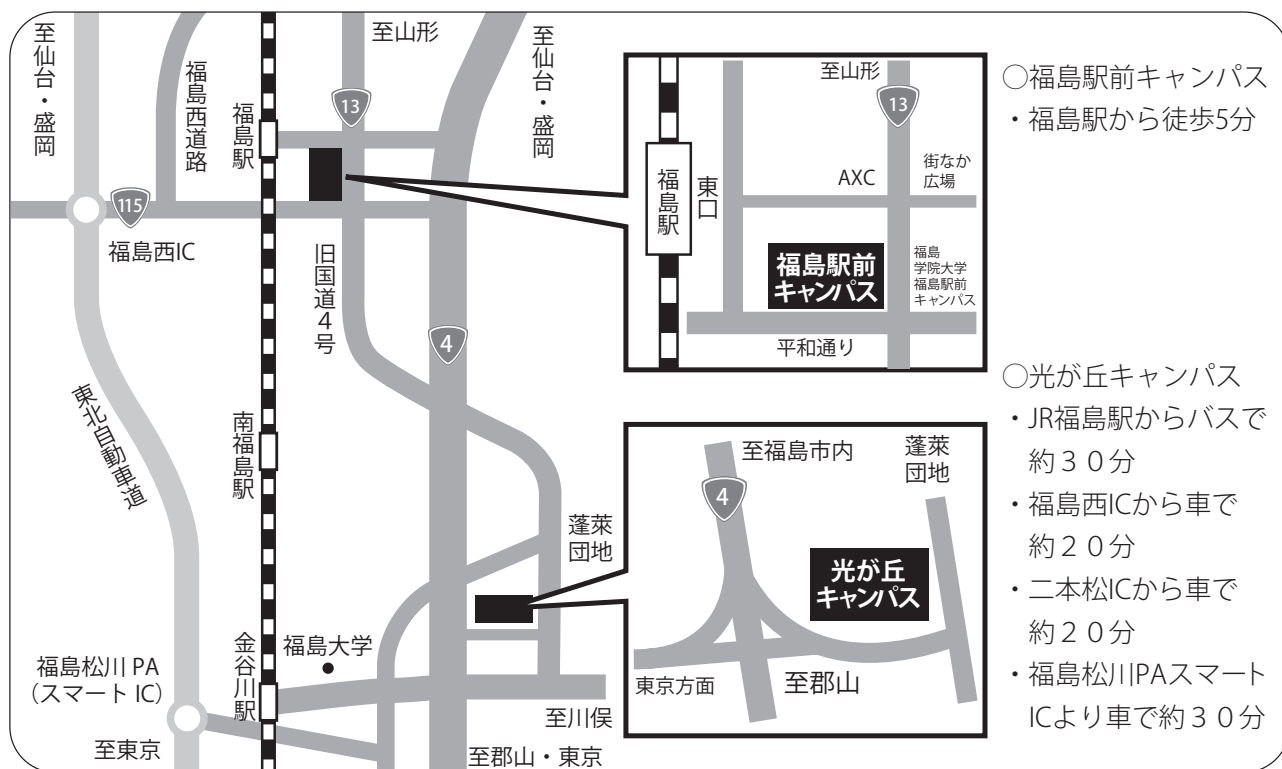 至仙台・盛岡
福島西道路
福島駅
至山形
13
至仙台・盛岡
115
福島西IC
旧国道4号
4
東北自動車道
南福島駅
蓬萊
団地
福島大学
金谷川駅
福島松川 PA
（スマート IC）
至東京
至川俣
至郡山・東京
至山形
13
福島駅
東口
AXC
街なか
広場
福島駅前
キャンパス
福島
学院大学
福島駅前
キャンパス
平和通り
至福島市内
4
蓬萊
団地
光が丘
キャンパス
東京方面
至郡山
○福島駅前キャンパス
・福島駅から徒歩5分
○光が丘キャンパス
・JR福島駅からバスで
約３０分
・福島西ICから車で
約２０分
・二本松ICから車で
約２０分
・福島松川PAスマート
ICより車で約３０分